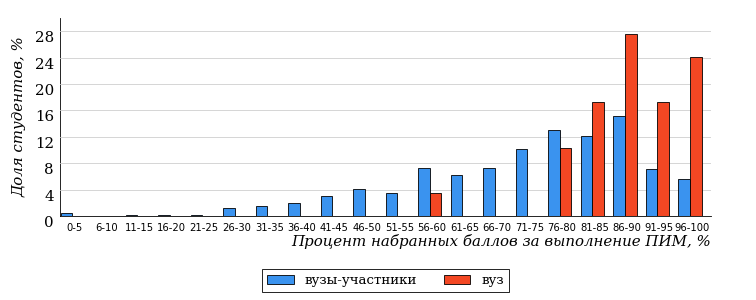 Доля студентов, %
28
24
20
16
12
8
4
0
0-5 6-10 11-15 16-20 21-25 26-30 31-35 36-40 41-45 46-50 51-55 56-60 61-65 66-70 71-75 76-80 81-85 86-90 91-95 96-100
Процент набранных баллов за выполнение ПИМ, %
вузы-участники вуз